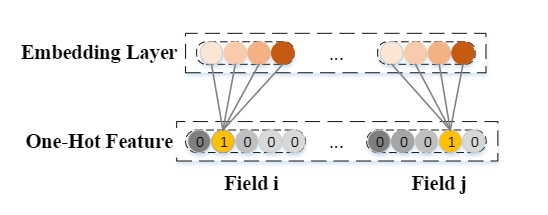 Embedding Layer ...
One-Hot Feature 0 1 0 0 0 ... 0 0 0 1 0
Field i Field j